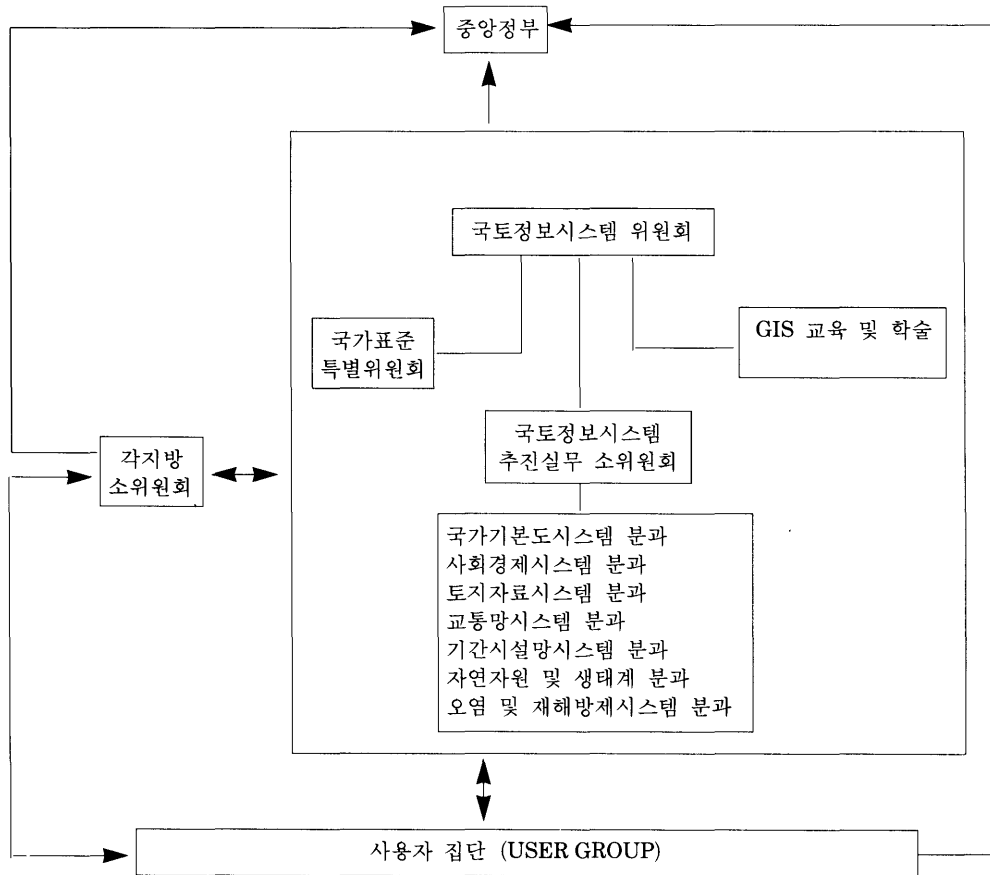 중앙정부
국토정보시스템 위원회
국가표준
특별위원회
GIS 교육 및 학술
국토정보시스템
추진실무 소위원회
각지방
소위원회
국가기본도시스템 분과
사회경제시스템 분과
토지자료시스템 분과
교통망시스템 분과
기간시설망시스템 분과
자연자원 및 생태계 분과
오염 및 재해방제시스템 분과
사용자 집단 (USER GROUP)